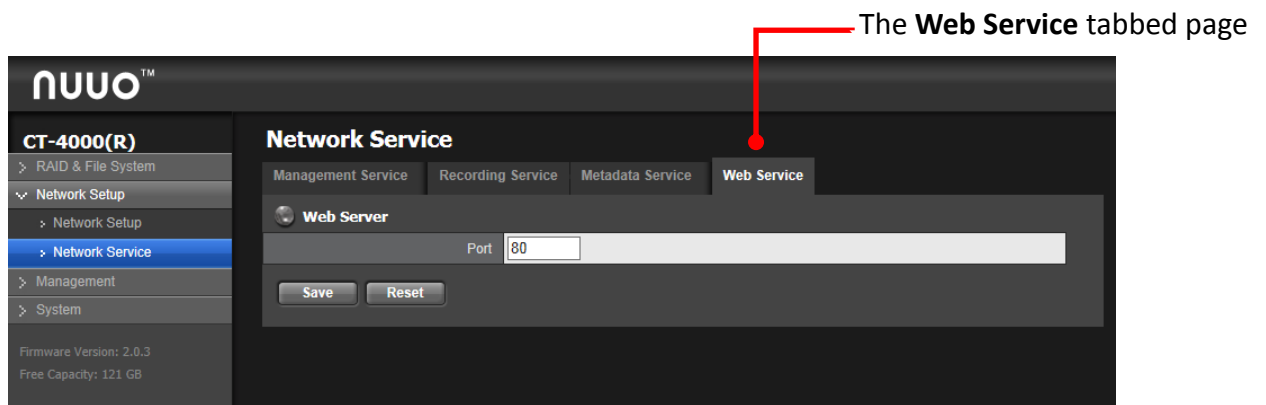 The Web Service tabbed page
nuuo™
CT-4000(R)
RAID & File System
Network Setup
Network Setup
Network Service
Management
System
Firmware Version: 2.0.3
Free Capacity: 121 GB
Network Service
Management Service Recording Service Metadata Service Web Service
Web Server
Port 80
Save Reset